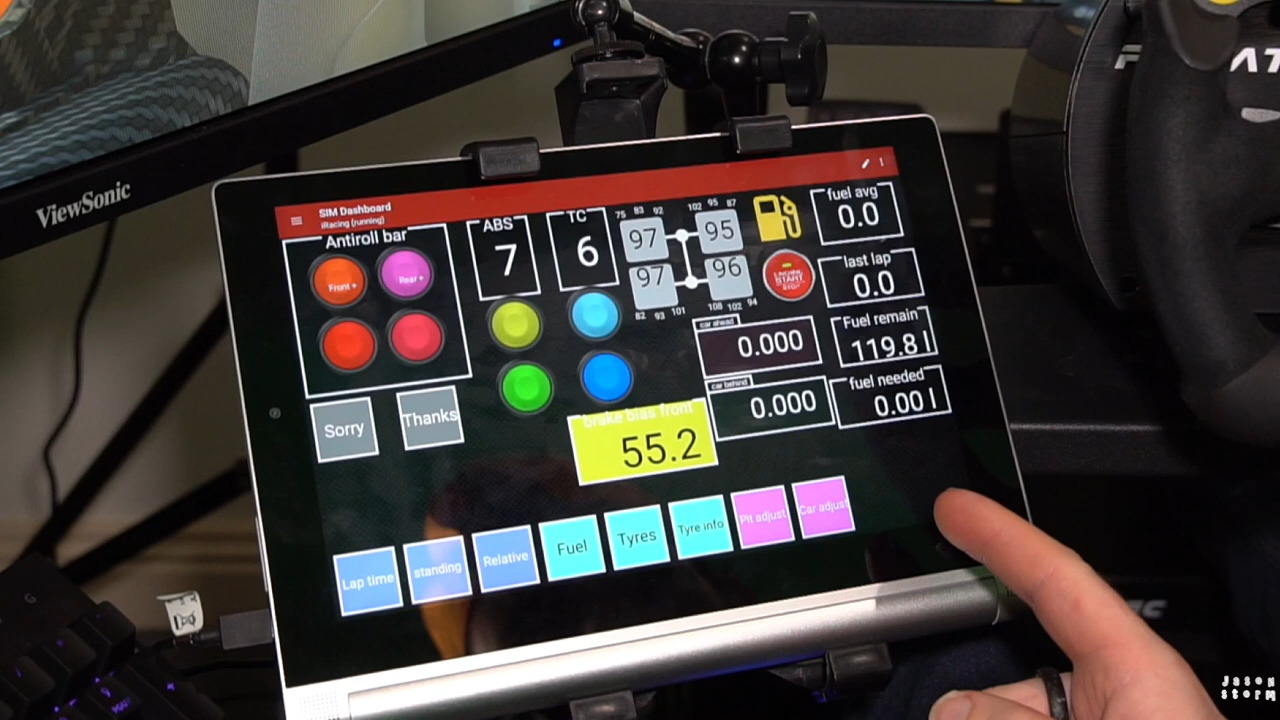 ViewSonic
SIM Dashboard
iRacing (running)
Antiroll bar
Front +
Rear +
ABS
7
TC
6
75 83 92
102 95 87
97
95
97
96
82 93 101
108 102 94
START
fuel avg
0.0
last lap
0.0
Fuel remain
119.8 l
fuel needed
0.00 l
car ahead
0.000
car behind
0.000
Sorry
Thanks
brake bias front
55.2
Lap time
standing
Relative
Fuel
Tyres
Tyre info
Pit adjust
Car adjust
G
Jason
storm